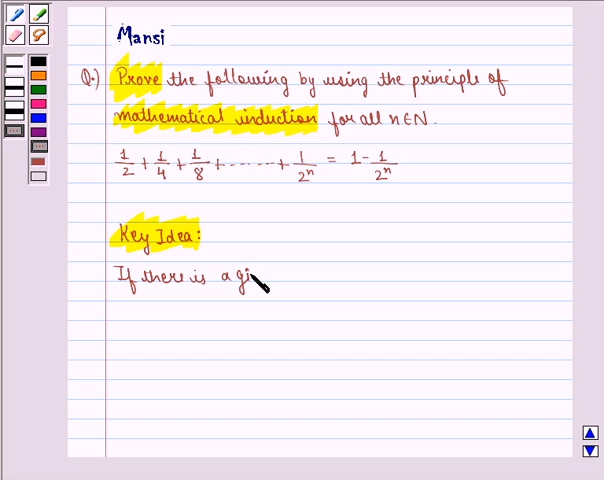 Mansi
Q.) Prove the following by using the principle of
mathematical induction for all n∈N.
1/2 + 1/4 + 1/8 + ........ + 1/2ⁿ = 1 - 1/2ⁿ
Key Idea:
If there is a gi